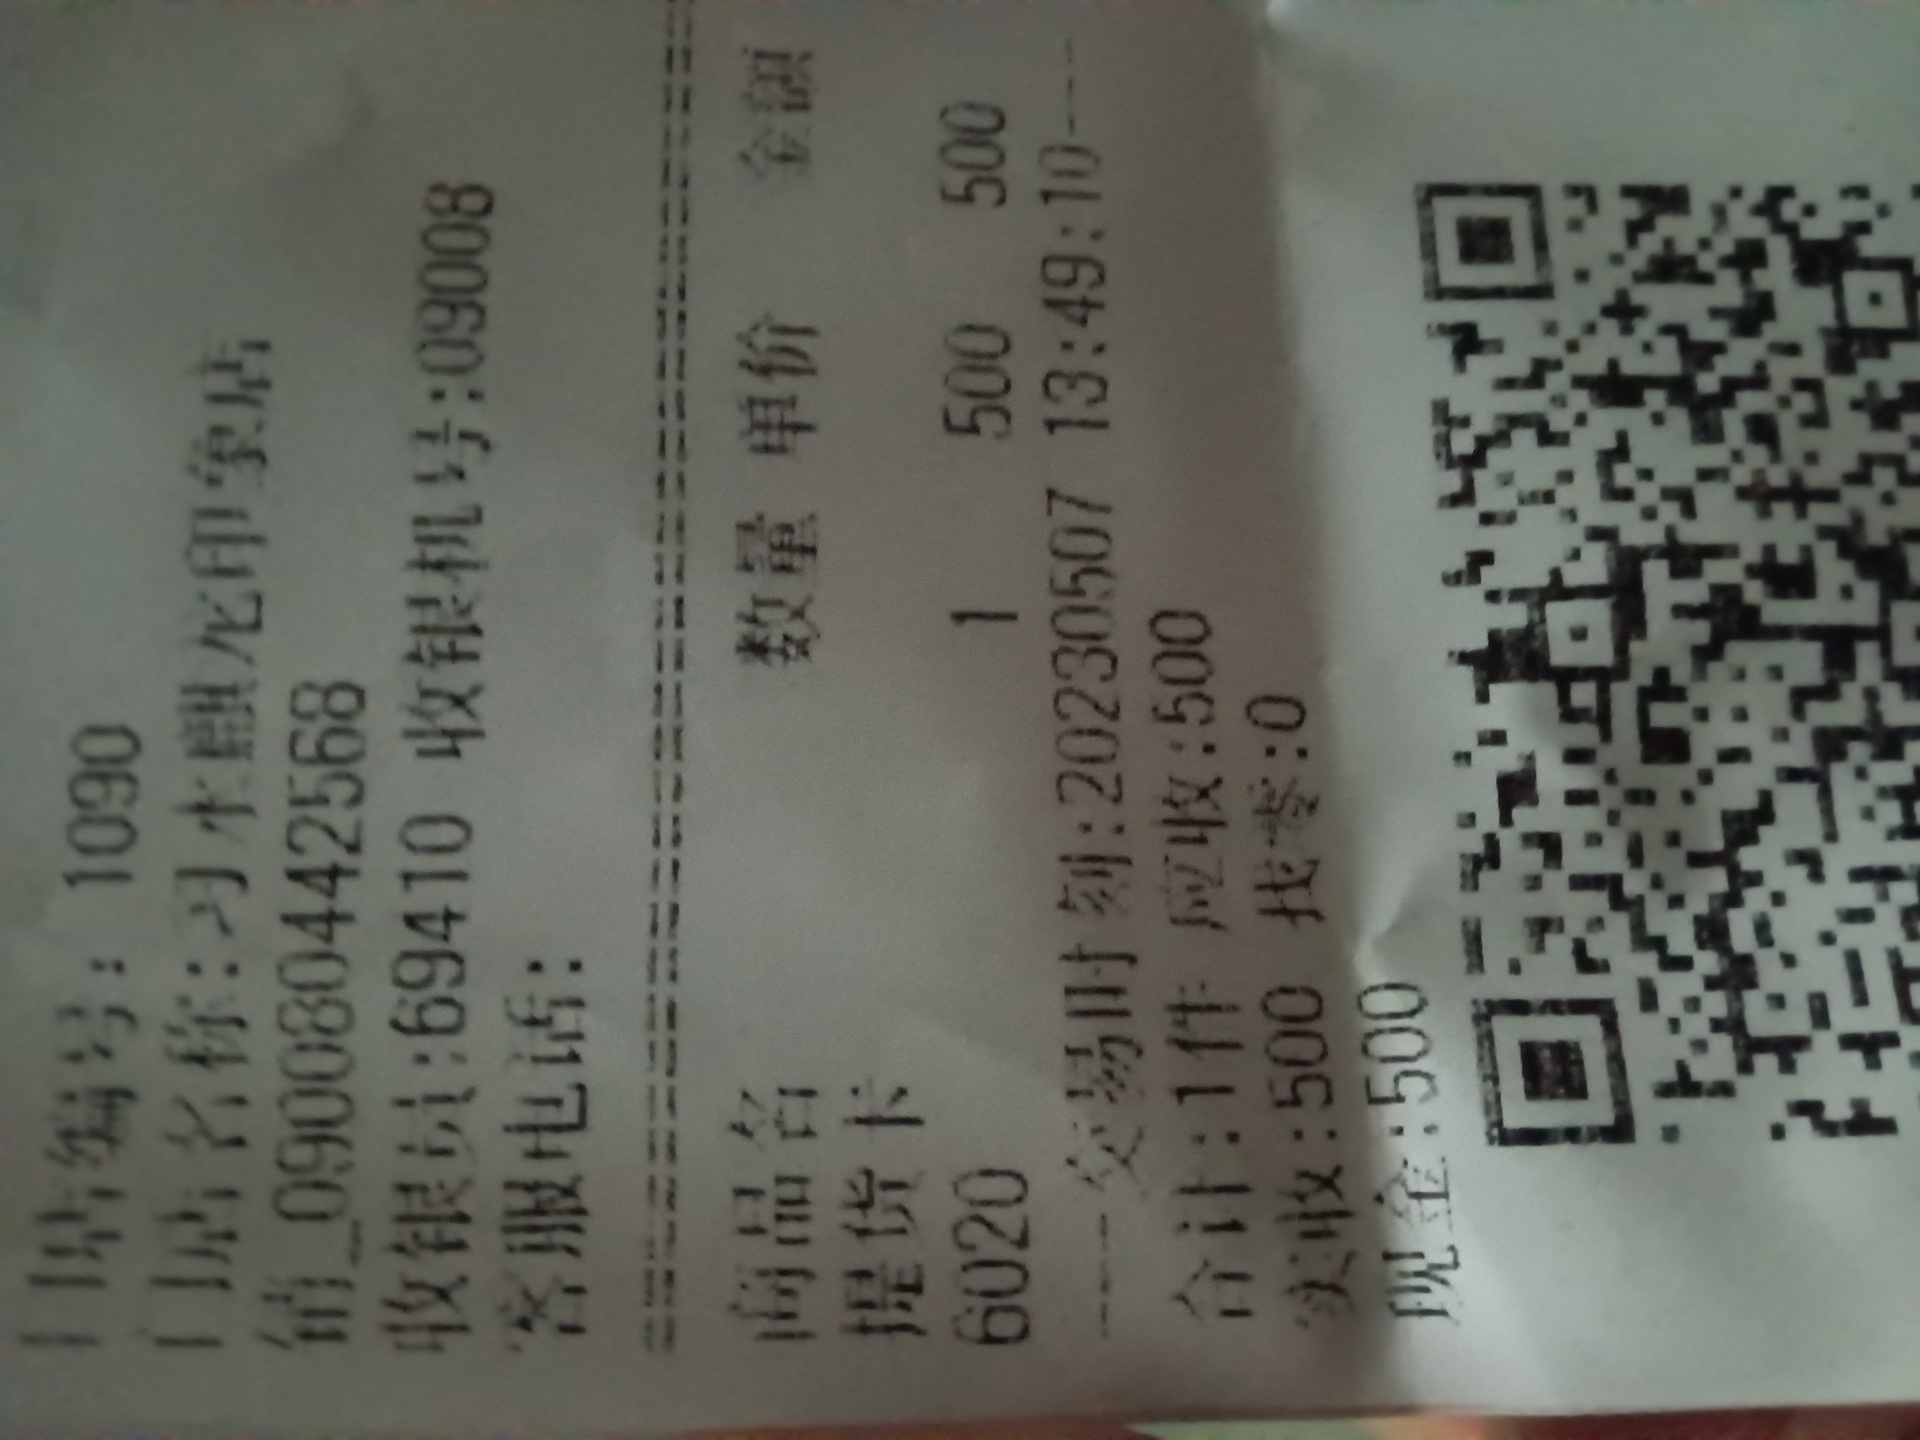 门店编号: 1090
门店名称:习水麒龙印象店
销_0900804442568
收银员:69410 收银机号:09008
客服电话:
商品名 数量 单价 金额
提货卡
6020 1 500 500
----交易时刻:20230507 13:49:10----
合计:1件 应收:500
实收:500 找零:0
现金:500